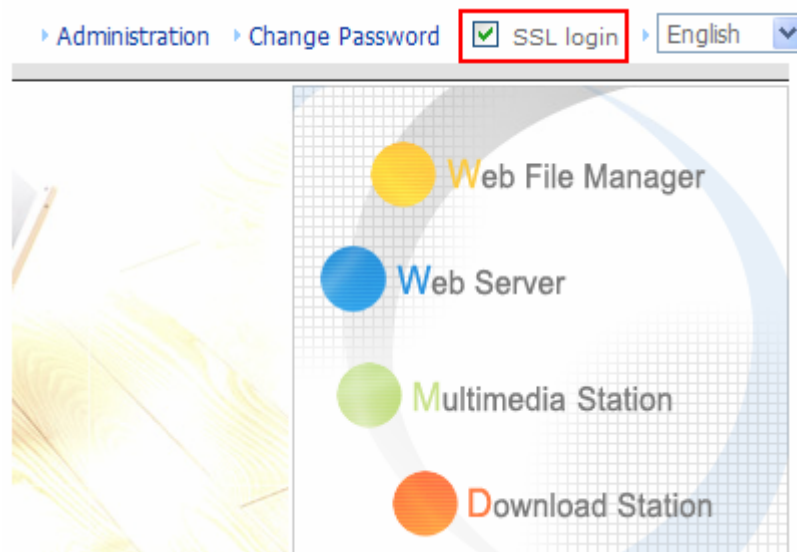 Administration Change Password SSL login English
Web File Manager
Web Server
Multimedia Station
Download Station